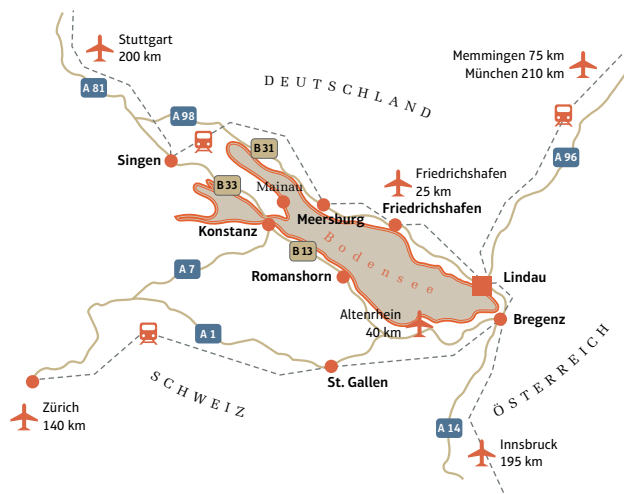 Stuttgart
200 km
Memmingen 75 km
München 210 km
DEUTSCHLAND
A 81
A 98
B 31
A 96
Singen
B 33
Mainau
Friedrichshafen
25 km
Meersburg
Friedrichshafen
Konstanz
B 13
Bodensee
A 7
Romanshorn
Lindau
Altenrhein
40 km
Bregenz
A 1
St. Gallen
SCHWEIZ
ÖSTERREICH
Zürich
140 km
A 14
Innsbruck
195 km